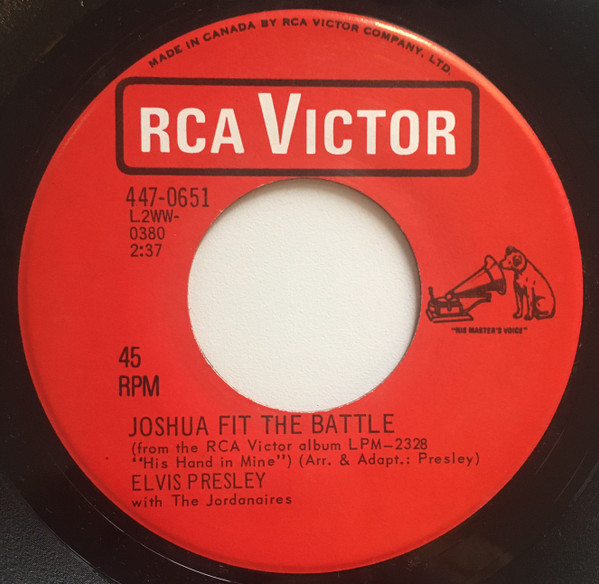 MADE IN CANADA BY RCA VICTOR COMPANY, LTD.
RCA VICTOR
447-0651
L2WW-
0380
2:37
"HIS MASTER'S VOICE"
45
RPM
JOSHUA FIT THE BATTLE
(from the RCA Victor album LPM-2328
"His Hand in Mine") (Arr. & Adapt.: Presley)
ELVIS PRESLEY
with The Jordanaires